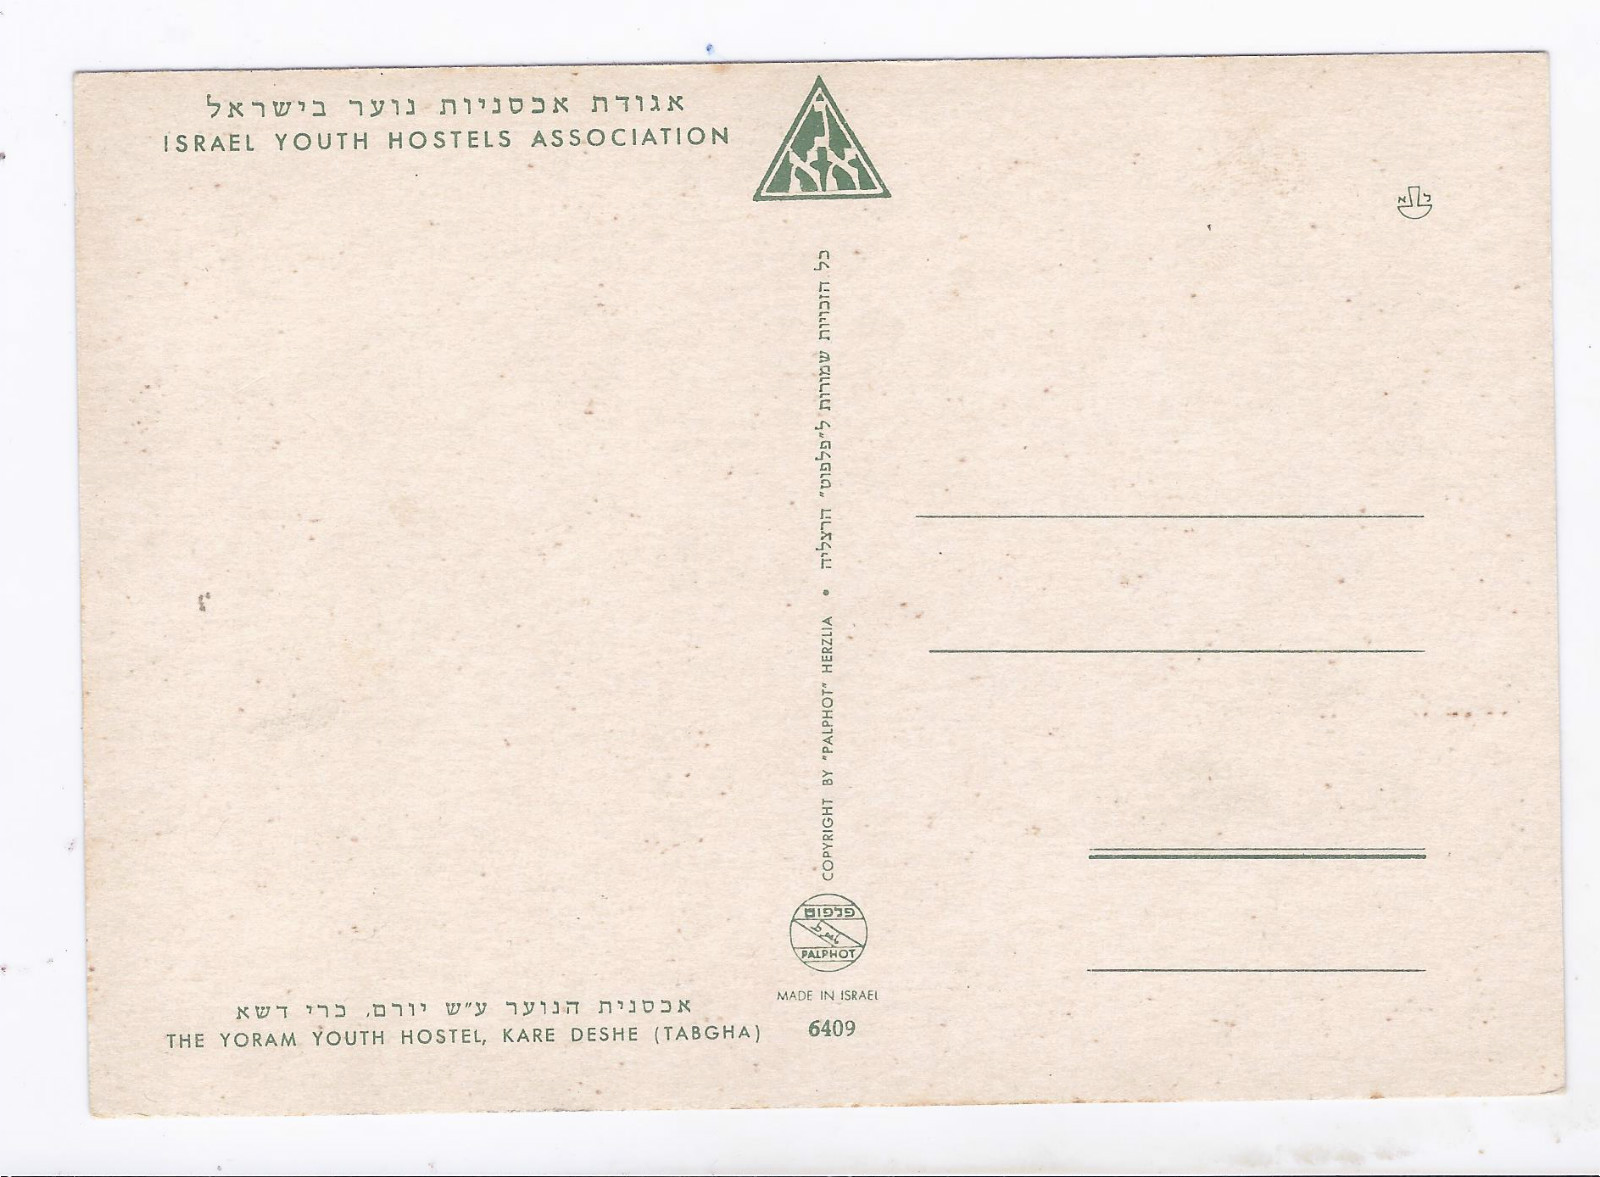 אגודת אכסניות נוער בישראל
ISRAEL YOUTH HOSTELS ASSOCIATION
אנא
א ל
כל הזכויות שמורות ל״פלפוט״ הרצליה • COPYRIGHT BY "PALPHOT" HERZLIA
פלפוט
PALPHOT
MADE IN ISRAEL
6409
אכסנית הנוער ע״ש יורם, כרי דשא
THE YORAM YOUTH HOSTEL, KARE DESHE (TABGHA)